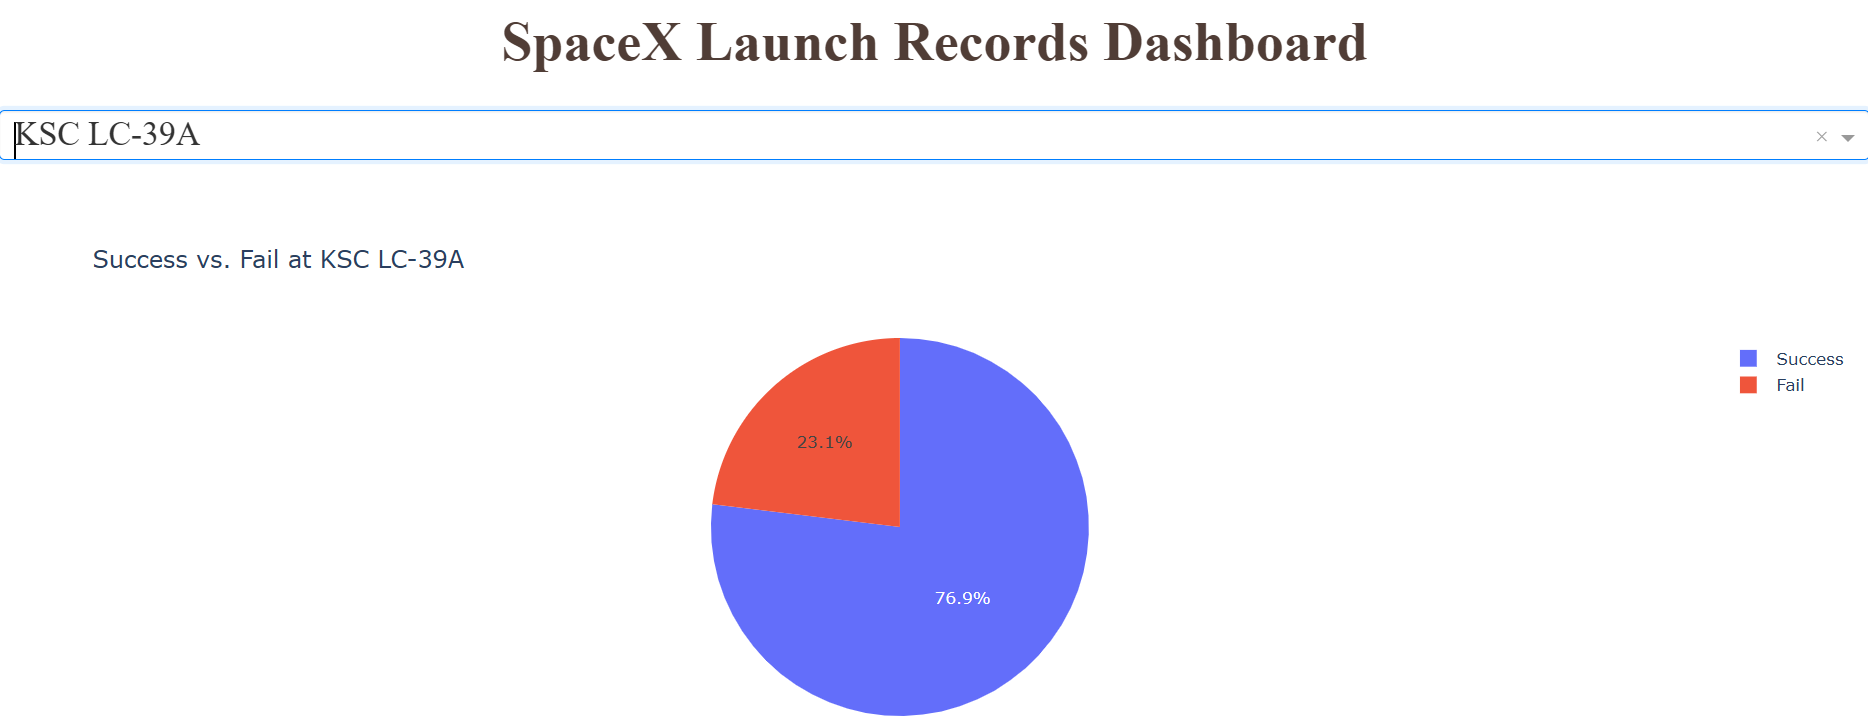 SpaceX Launch Records Dashboard
KSC LC-39A
Success vs. Fail at KSC LC-39A
Success
Fail
23.1%
76.9%